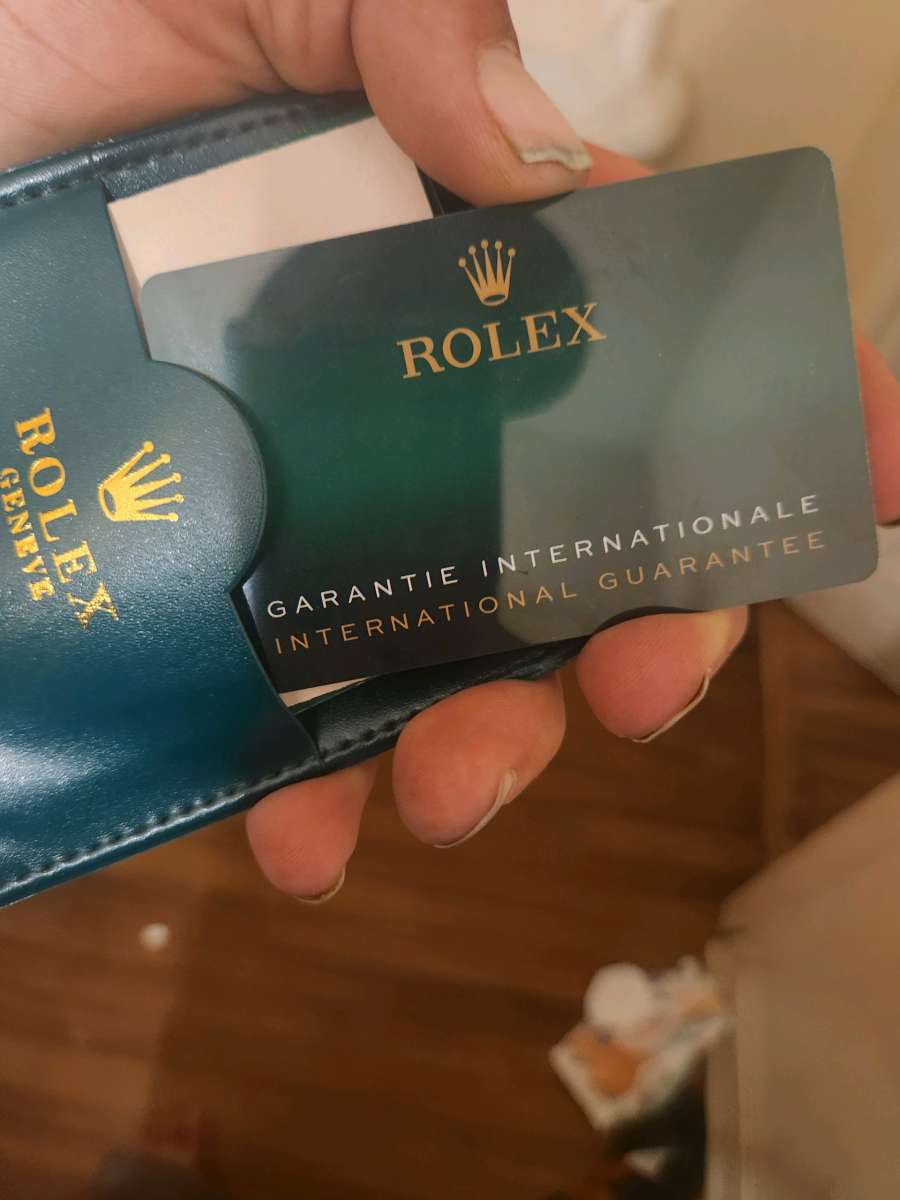 ROLEX
GENEVE
ROLEX
GARANTIE INTERNATIONALE
INTERNATIONAL GUARANTEE